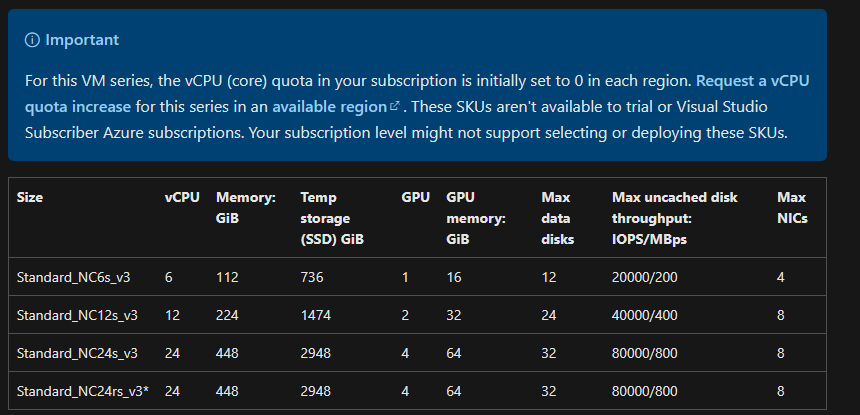 Important
For this VM series, the vCPU (core) quota in your subscription is initially set to 0 in each region. Request a vCPU
quota increase for this series in an available region. These SKUs aren't available to trial or Visual Studio
Subscriber Azure subscriptions. Your subscription level might not support selecting or deploying these SKUs.
Size vCPU Memory: GiB Temp storage (SSD) GiB GPU GPU memory: GiB Max data disks Max uncached disk throughput: IOPS/MBps Max NICs
Standard_NC6s_v3 6 112 736 1 16 12 20000/200 4
Standard_NC12s_v3 12 224 1474 2 32 24 40000/400 8
Standard_NC24s_v3 24 448 2948 4 64 32 80000/800 8
Standard_NC24rs_v3* 24 448 2948 4 64 32 80000/800 8